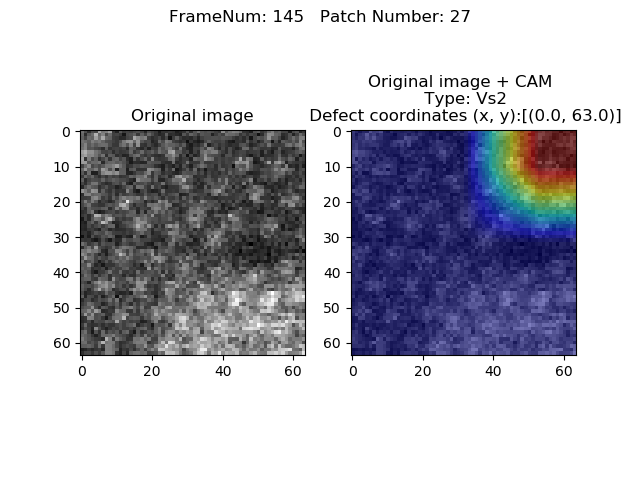 FrameNum: 145   Patch Number: 27
Original image
Original image + CAM
Type: Vs2
Defect coordinates (x, y):[(0.0, 63.0)]
0
10
20
30
40
50
60
0 20 40 60
0
10
20
30
40
50
60
0 20 40 60